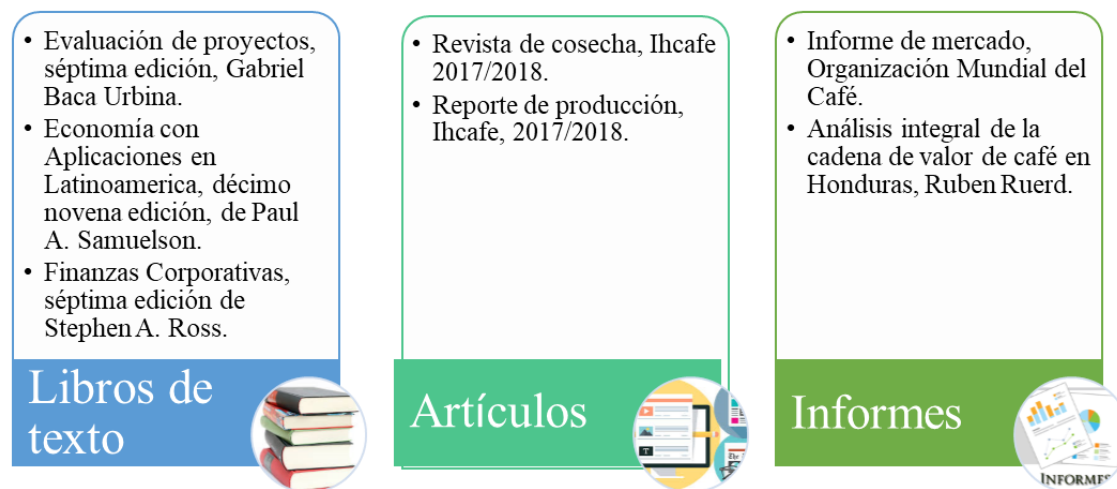 • Evaluación de proyectos,
séptima edición, Gabriel
Baca Urbina.
• Economía con
Aplicaciones en
Latinoamerica, décimo
novena edición, de Paul
A. Samuelson.
• Finanzas Corporativas,
séptima edición de
Stephen A. Ross.
Libros de
texto
• Revista de cosecha, Ihcafe
2017/2018.
• Reporte de producción,
Ihcafe, 2017/2018.
Artículos
• Informe de mercado,
Organización Mundial del
Café.
• Análisis integral de la
cadena de valor de café en
Honduras, Ruben Ruerd.
Informes
INFORMES